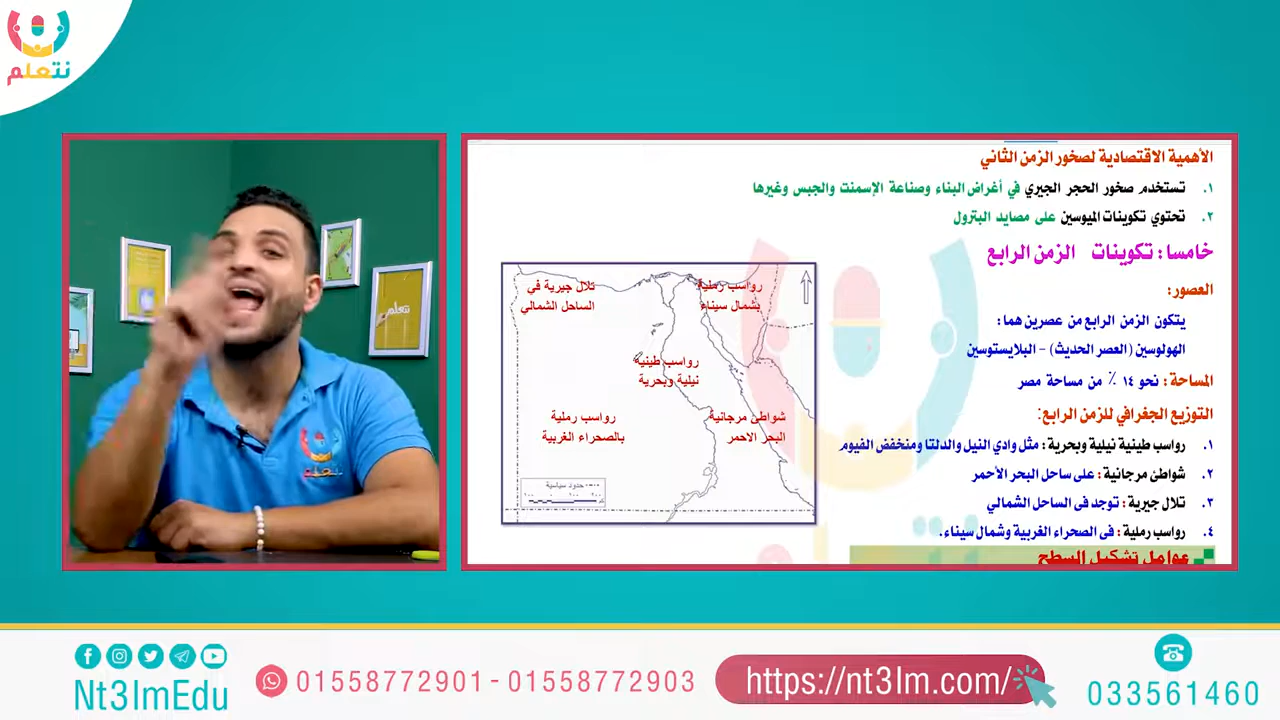 نتعلم
الأهمية الاقتصادية لصخور الزمن الثاني
١. تستخدم صخور الحجر الجيري في أغراض البناء وصناعة الإسمنت والجبس وغيرها
٢. تحتوي تكوينات الميوسين على مصايد البترول
خامسا: تكوينات الزمن الرابع
العصور:
يتكون الزمن الرابع من عصرين هما:
الهولوسين (العصر الحديث) - البلايستوسين
المساحة: نحو ١٤ ٪ من مساحة مصر
التوزيع الجغرافي للزمن الرابع:
١. رواسب طينية نيلية وبحرية: مثل وادي النيل والدلتا ومنخفض الفيوم
٢. شواطئ مرجانية: على ساحل البحر الأحمر
٣. تلال جيرية: توجد في الساحل الشمالي
٤. رواسب رملية: فى الصحراء الغربية وشمال سيناء.
عوامل تشكيل السطح
رواسب رملية
بشمال سيناء
تلال جيرية في
الساحل الشمالي
رواسب طينية
نيلية وبحرية
شواطئ مرجانية
البحر الاحمر
رواسب رملية
بالصحراء الغربية
حدود سياسية
Nt3lmEdu
01558772901 - 01558772903
https://nt3lm.com/
033561460